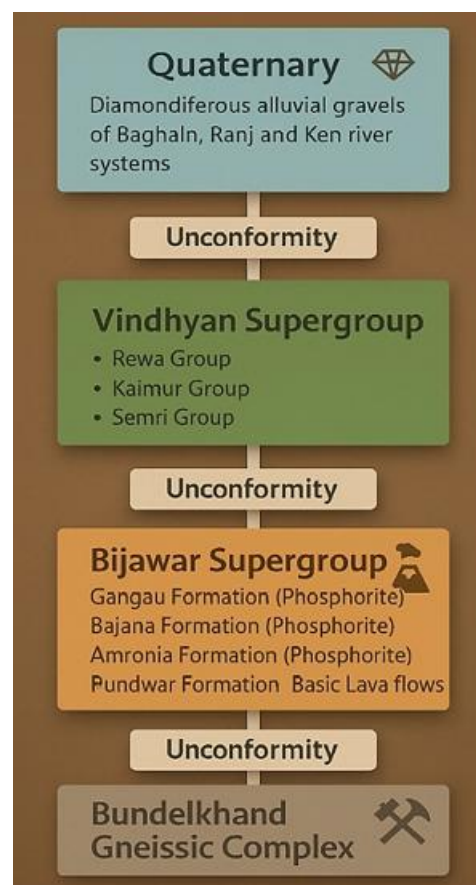 Quaternary
Diamondiferous alluvial gravels
of Baghaln, Ranj and Ken river
systems
Unconformity
Vindhyan Supergroup
• Rewa Group
• Kaimur Group
• Semri Group
Unconformity
Bijawar Supergroup
Gangau Formation (Phosphorite)
Bajana Formation (Phosphorite)
Amronia Formation (Phosphorite)
Pundwar Formation Basic Lava flows
Unconformity
Bundelkhand
Gneissic Complex